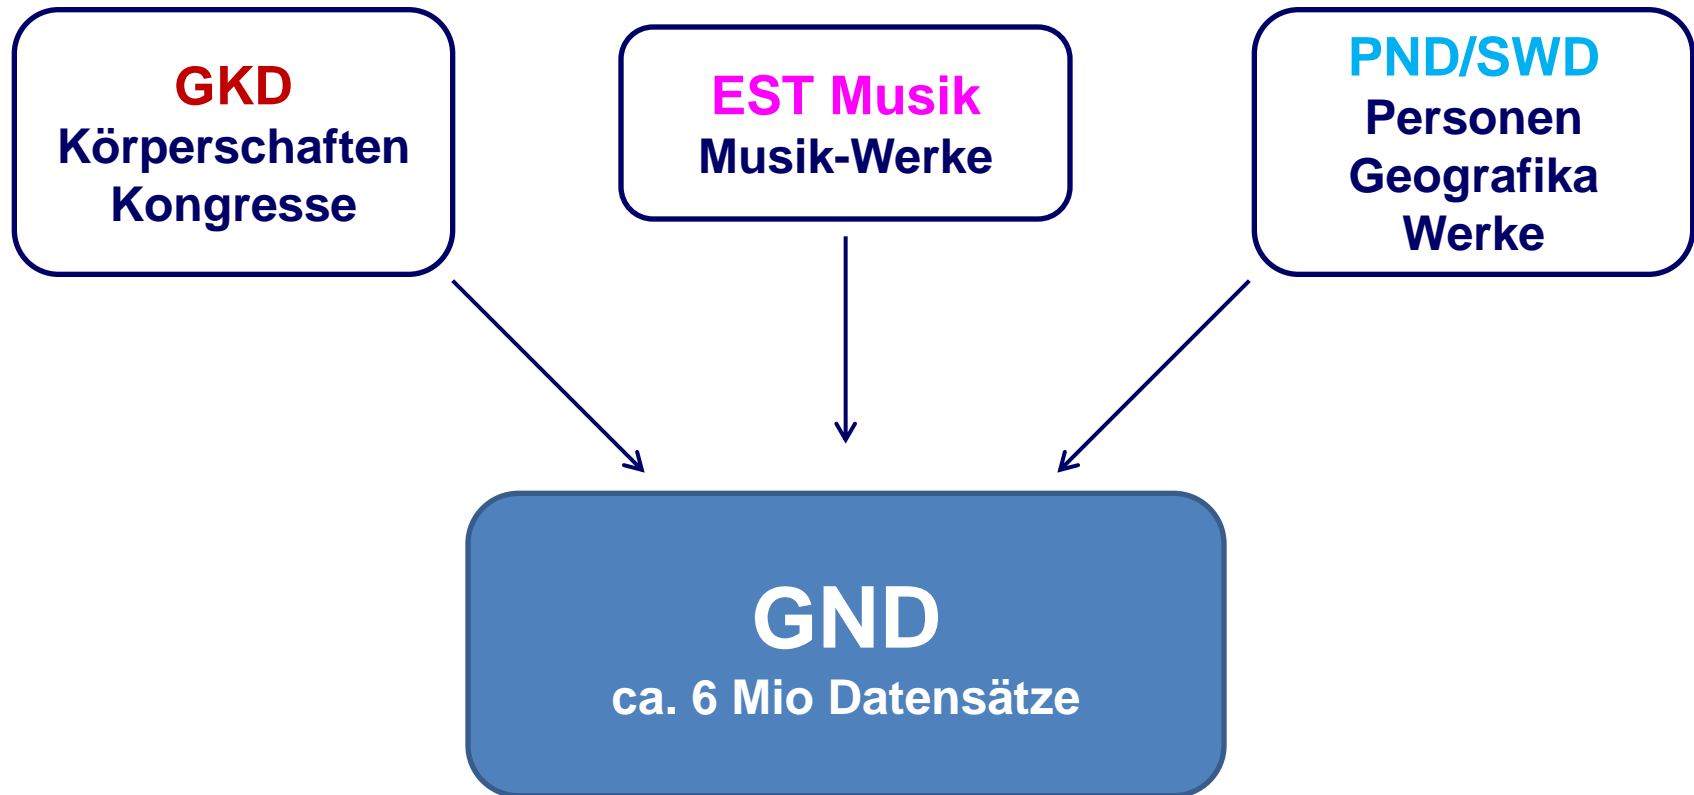 GKD
Körperschaften
Kongresse
EST Musik
Musik-Werke
PND/SWD
Personen
Geografika
Werke
GND
ca. 6 Mio Datensätze